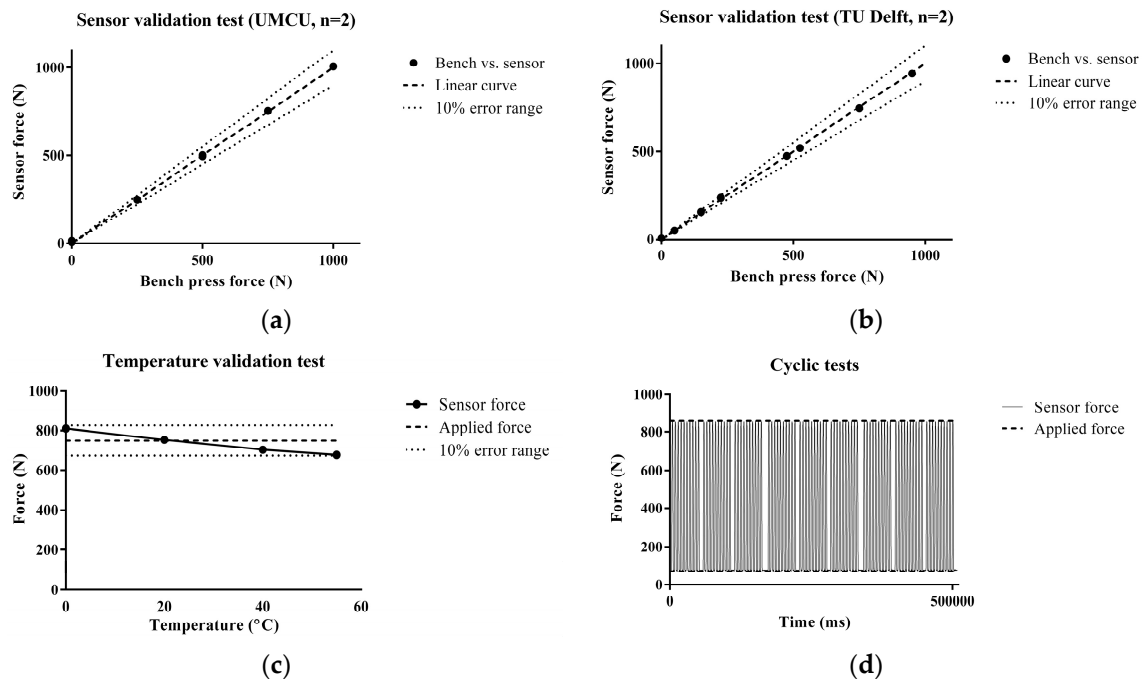 Sensor validation test (UMCU, n=2)
Sensor force (N)
1000
500
0
0
500
1000
Bench press force (N)
Bench vs. sensor
Linear curve
10% error range
(a)
Sensor validation test (TU Delft, n=2)
Sensor force (N)
1000
500
0
0
500
1000
Bench press force (N)
Bench vs. sensor
Linear curve
10% error range
(b)
Temperature validation test
Force (N)
1000
800
600
400
200
0
0
20
40
60
Temperature (°C)
Sensor force
Applied force
10% error range
(c)
Cyclic tests
Force (N)
1000
800
600
400
200
0
0
500000
Time (ms)
Sensor force
Applied force
(d)